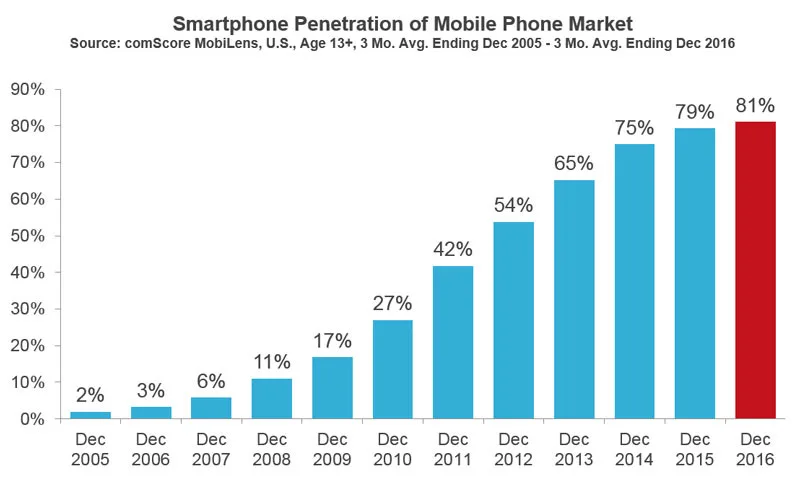 Smartphone Penetration of Mobile Phone Market
Source: comScore MobiLens, U.S., Age 13+, 3 Mo. Avg. Ending Dec 2005 - 3 Mo. Avg. Ending Dec 2016
90%
80%
70%
60%
50%
40%
30%
20%
10%
0%
2%
3%
6%
11%
17%
27%
42%
54%
65%
75%
79%
81%
Dec 2005
Dec 2006
Dec 2007
Dec 2008
Dec 2009
Dec 2010
Dec 2011
Dec 2012
Dec 2013
Dec 2014
Dec 2015
Dec 2016